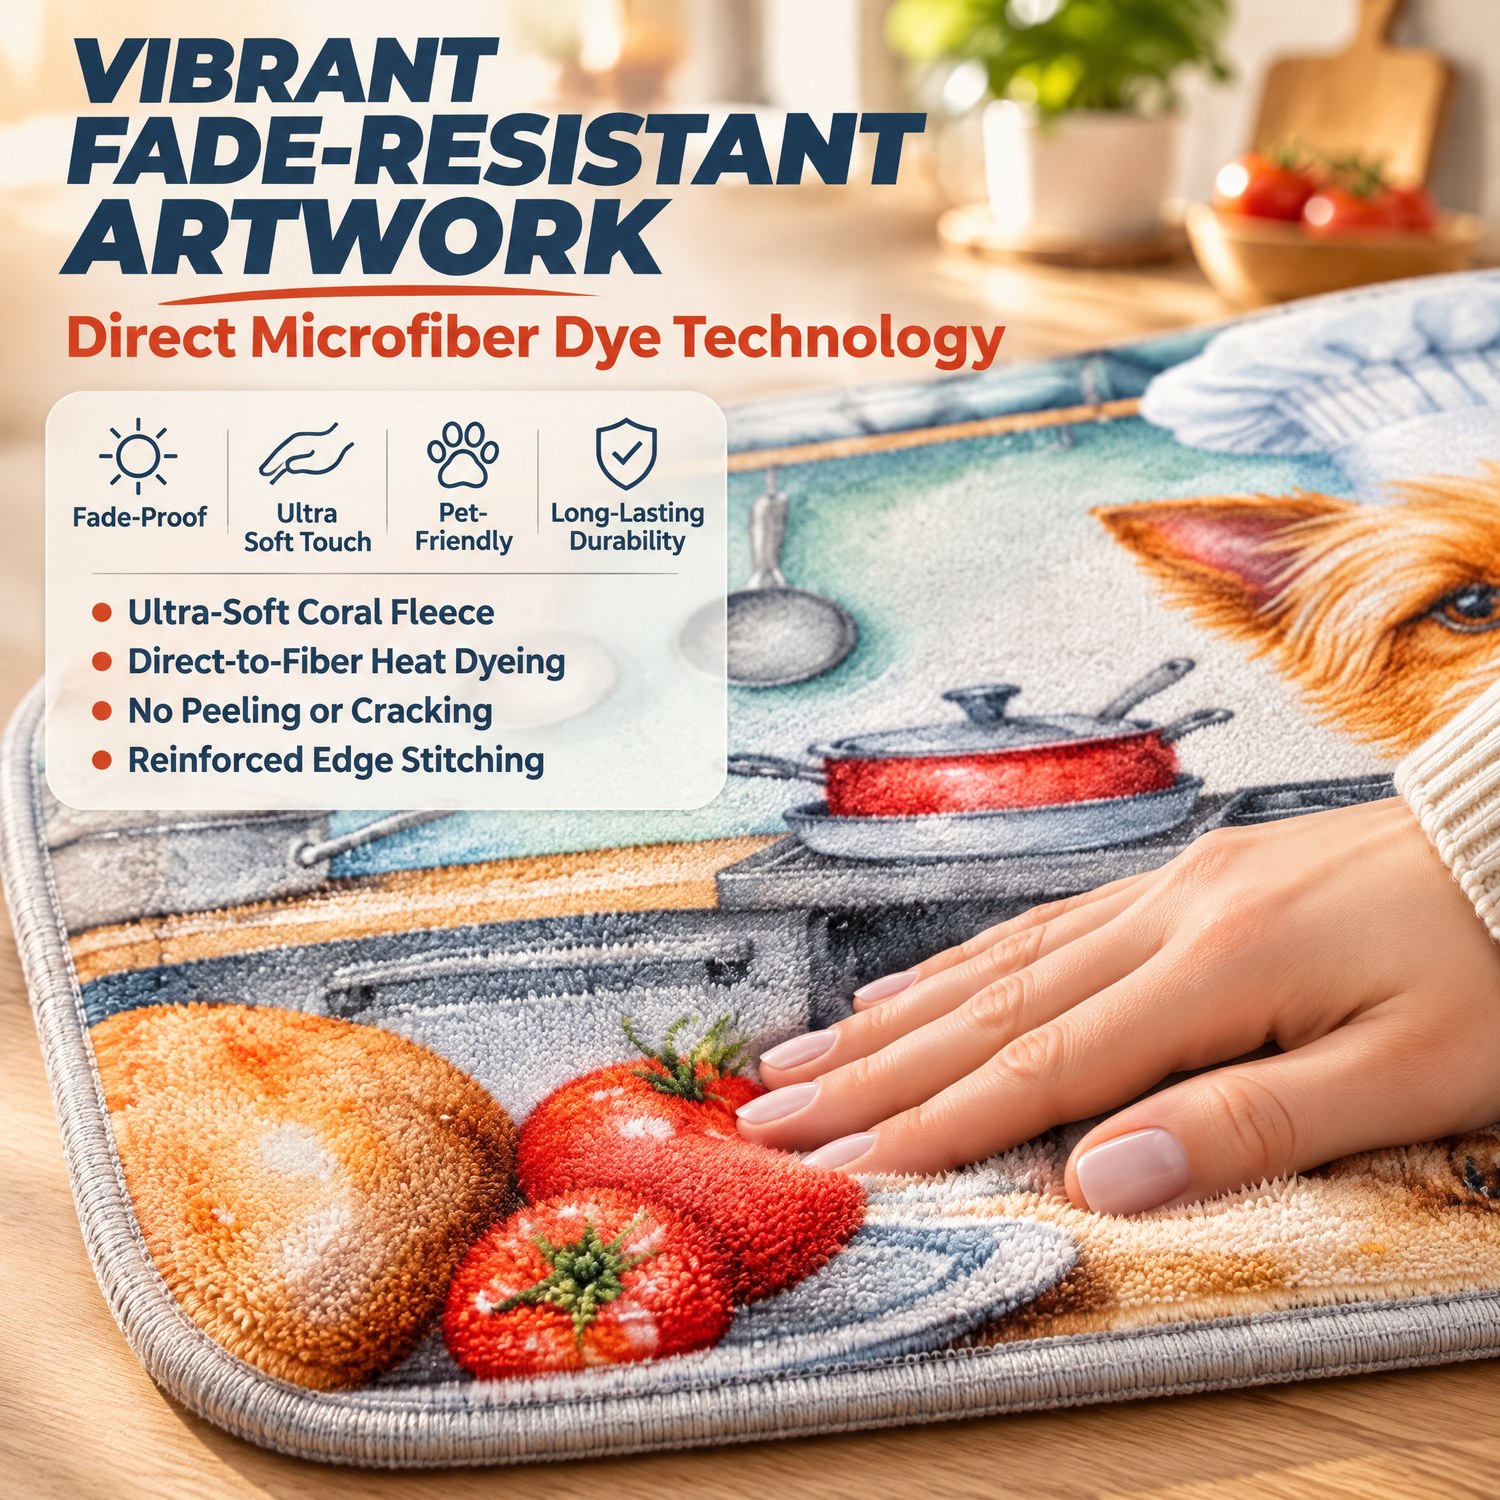 VIBRANT
FADE-RESISTANT
ARTWORK
Direct Microfiber Dye Technology
Fade-Proof
Ultra
Soft Touch
Pet-
Friendly
Long-Lasting
Durability
Ultra-Soft Coral Fleece
Direct-to-Fiber Heat Dyeing
No Peeling or Cracking
Reinforced Edge Stitching